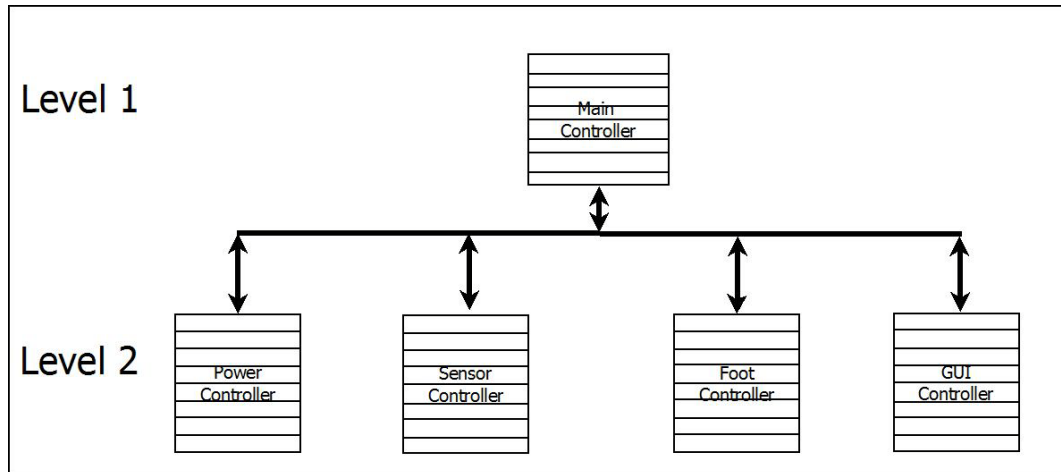 Level 1
Main
Controller
Level 2
Power
Controller
Sensor
Controller
Foot
Controller
GUI
Controller